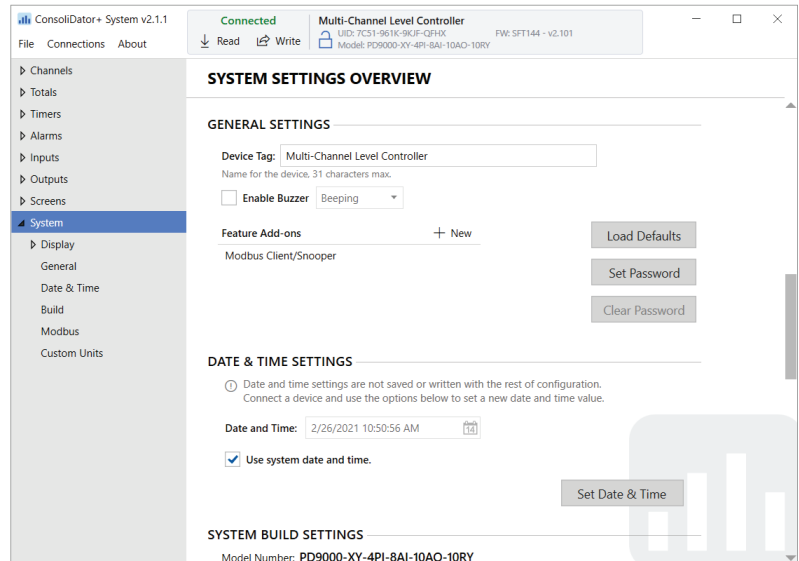 ConsoliDator+ System v2.1.1
File Connections About
Connected
Read Write
Multi-Channel Level Controller
UID: 7C51-961K-9KJF-QFHX FW: SFT144 - v2.101
Model: PD9000-XY-4PI-8AI-10AO-10RY
Channels
Totals
Timers
Alarms
Inputs
Outputs
Screens
System
Display
General
Date & Time
Build
Modbus
Custom Units
SYSTEM SETTINGS OVERVIEW
GENERAL SETTINGS
Device Tag: Multi-Channel Level Controller
Name for the device, 31 characters max.
Enable Buzzer Beeping
Feature Add-ons + New
Modbus Client/Snooper
Load Defaults
Set Password
Clear Password
DATE & TIME SETTINGS
Date and time settings are not saved or written with the rest of configuration.
Connect a device and use the options below to set a new date and time value.
Date and Time: 2/26/2021 10:50:56 AM 14
Use system date and time.
Set Date & Time
SYSTEM BUILD SETTINGS
Model Number: PD9000-XY-4PI-8AI-10AO-10RY